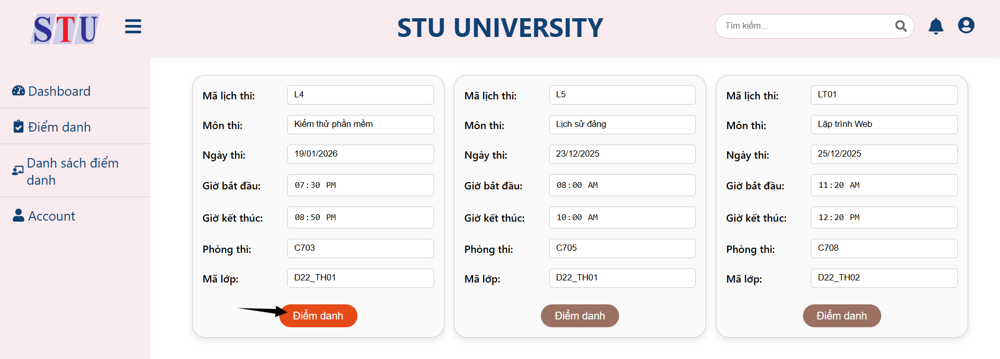 STU
STU UNIVERSITY
Tìm kiếm...
Dashboard
Điểm danh
Danh sách điểm
danh
Account
Mã lịch thi: L4
Môn thi: Kiểm thử phần mềm
Ngày thi: 19/01/2026
Giờ bắt đầu: 07:30 PM
Giờ kết thúc: 08:50 PM
Phòng thi: C703
Mã lớp: D22_TH01
Điểm danh
Mã lịch thi: L5
Môn thi: Lịch sử đảng
Ngày thi: 23/12/2025
Giờ bắt đầu: 08:00 AM
Giờ kết thúc: 10:00 AM
Phòng thi: C705
Mã lớp: D22_TH01
Điểm danh
Mã lịch thi: LT01
Môn thi: Lập trình Web
Ngày thi: 25/12/2025
Giờ bắt đầu: 11:20 AM
Giờ kết thúc: 12:20 PM
Phòng thi: C708
Mã lớp: D22_TH02
Điểm danh